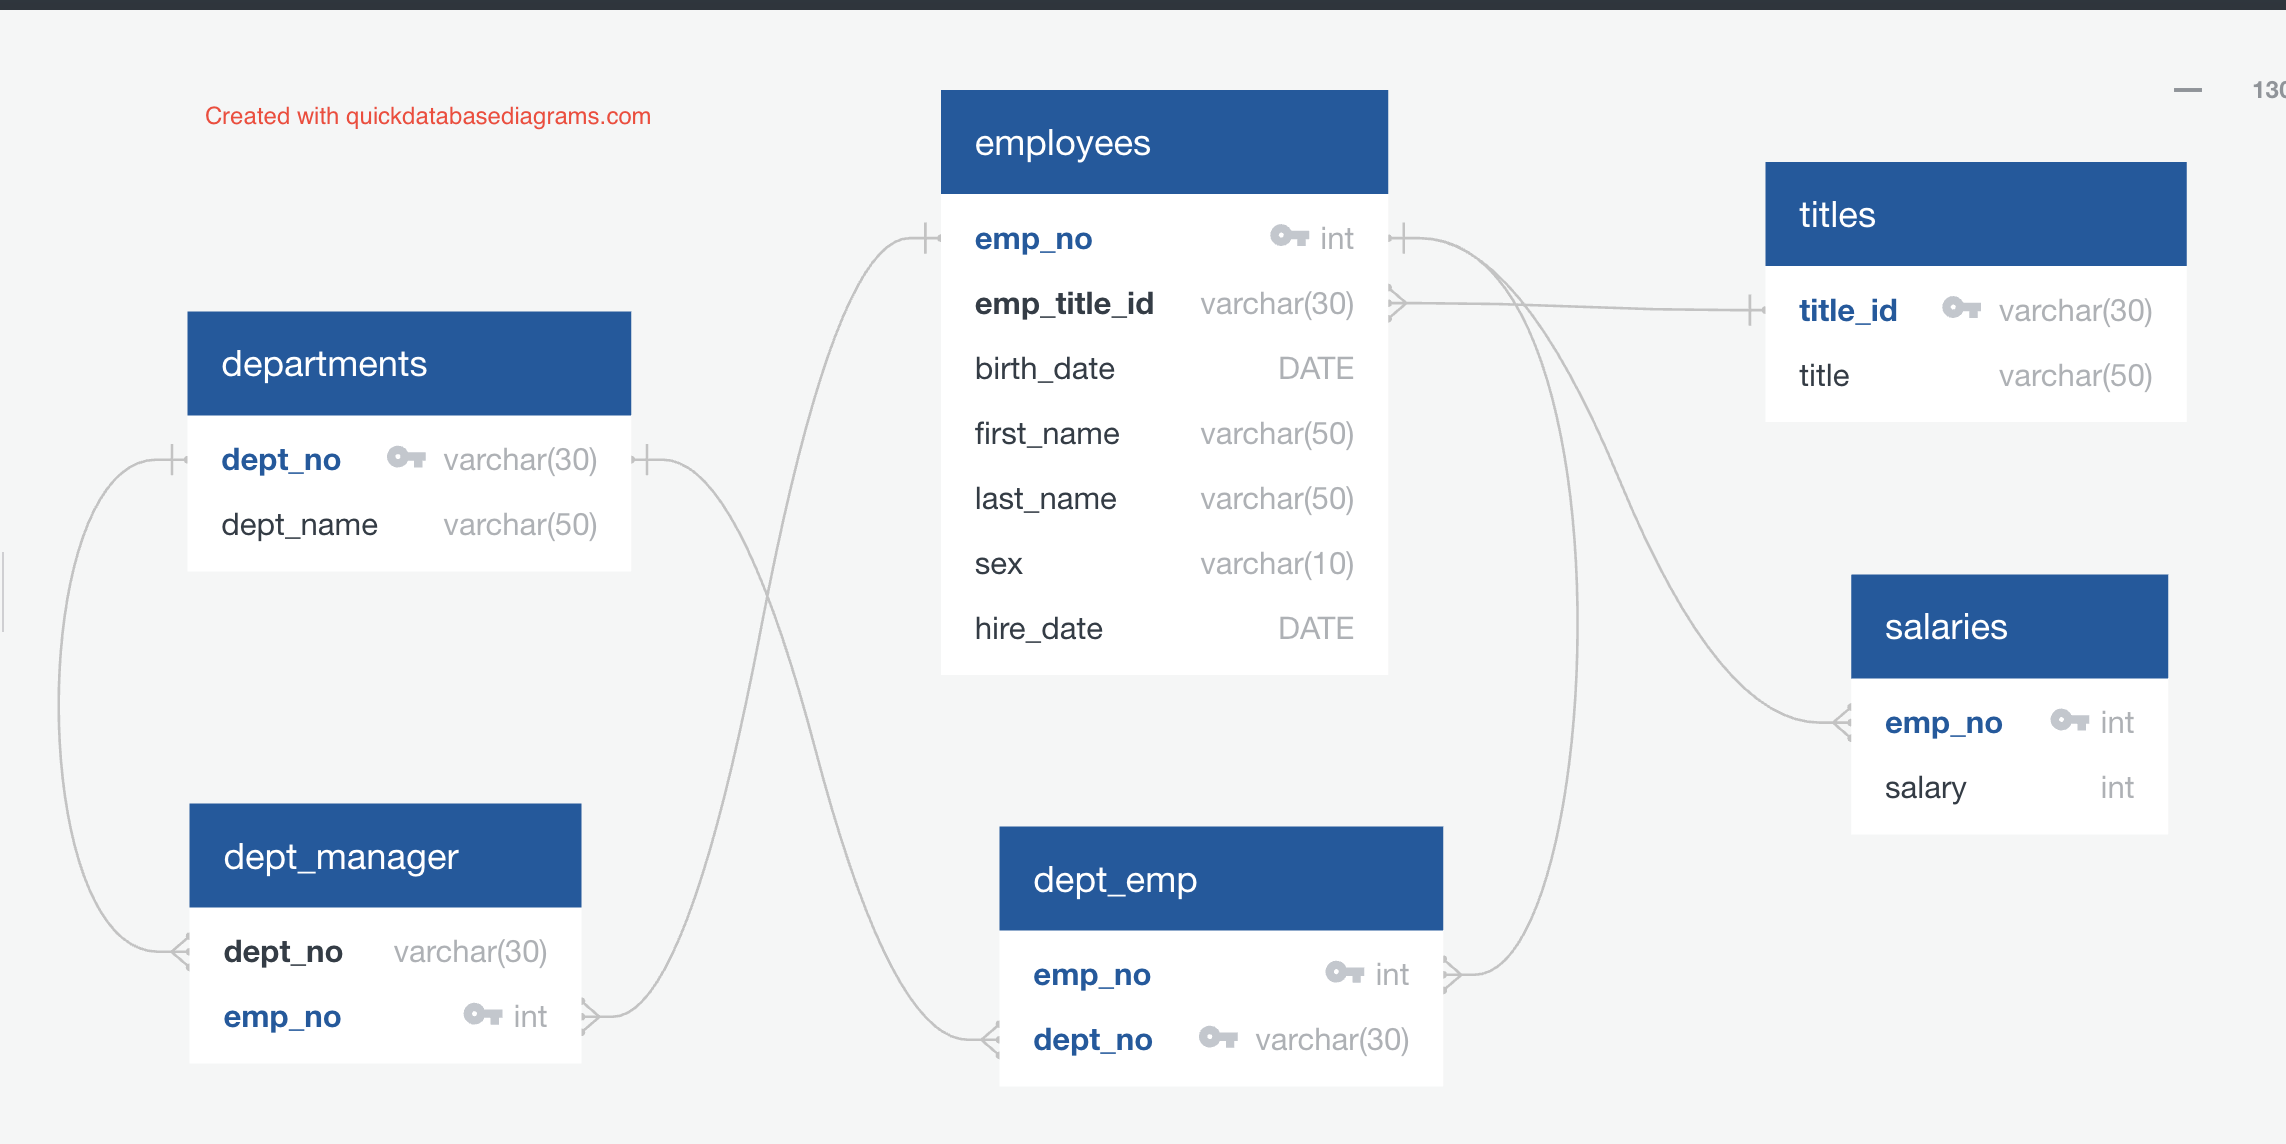 Created with quickdatabasediagrams.com
130
employees
emp_no int
emp_title_id varchar(30)
birth_date DATE
first_name varchar(50)
last_name varchar(50)
sex varchar(10)
hire_date DATE
titles
title_id varchar(30)
title varchar(50)
departments
dept_no varchar(30)
dept_name varchar(50)
salaries
emp_no int
salary int
dept_manager
dept_no varchar(30)
emp_no int
dept_emp
emp_no int
dept_no varchar(30)